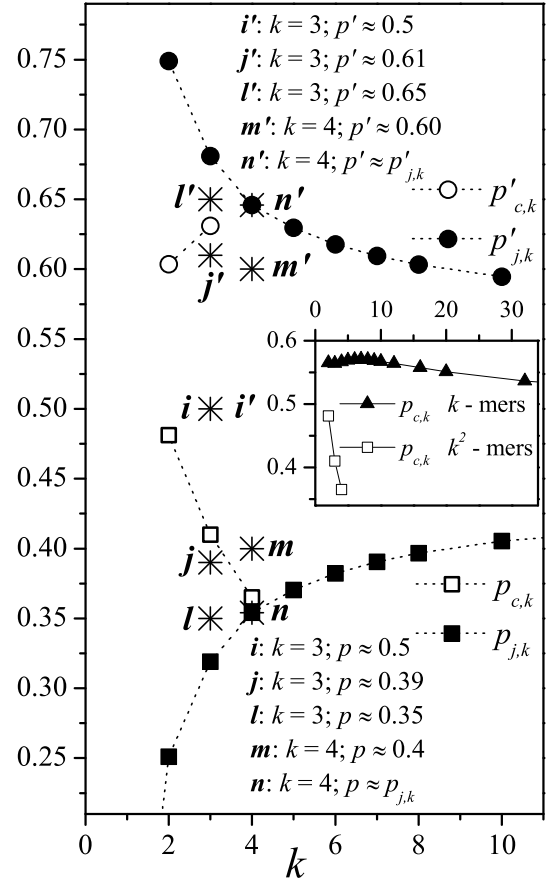 i′: k = 3; p′ ≈ 0.5
j′: k = 3; p′ ≈ 0.61
l′: k = 3; p′ ≈ 0.65
m′: k = 4; p′ ≈ 0.60
n′: k = 4; p′ ≈ p′j,k
p′c,k
p′j,k
0.75
0.70
0.65
0.60
0.55
0.50
0.45
0.40
0.35
0.30
0.25
l′
n′
j′
m′
i
i′
j
m
l
n
0 10 20 30
0.6
0.5
0.4
pc,k k - mers
pc,k k2 - mers
pc,k
pj,k
i: k = 3; p ≈ 0.5
j: k = 3; p ≈ 0.39
l: k = 3; p ≈ 0.35
m: k = 4; p ≈ 0.4
n: k = 4; p ≈ pj,k
0 2 4 6 8 10
k